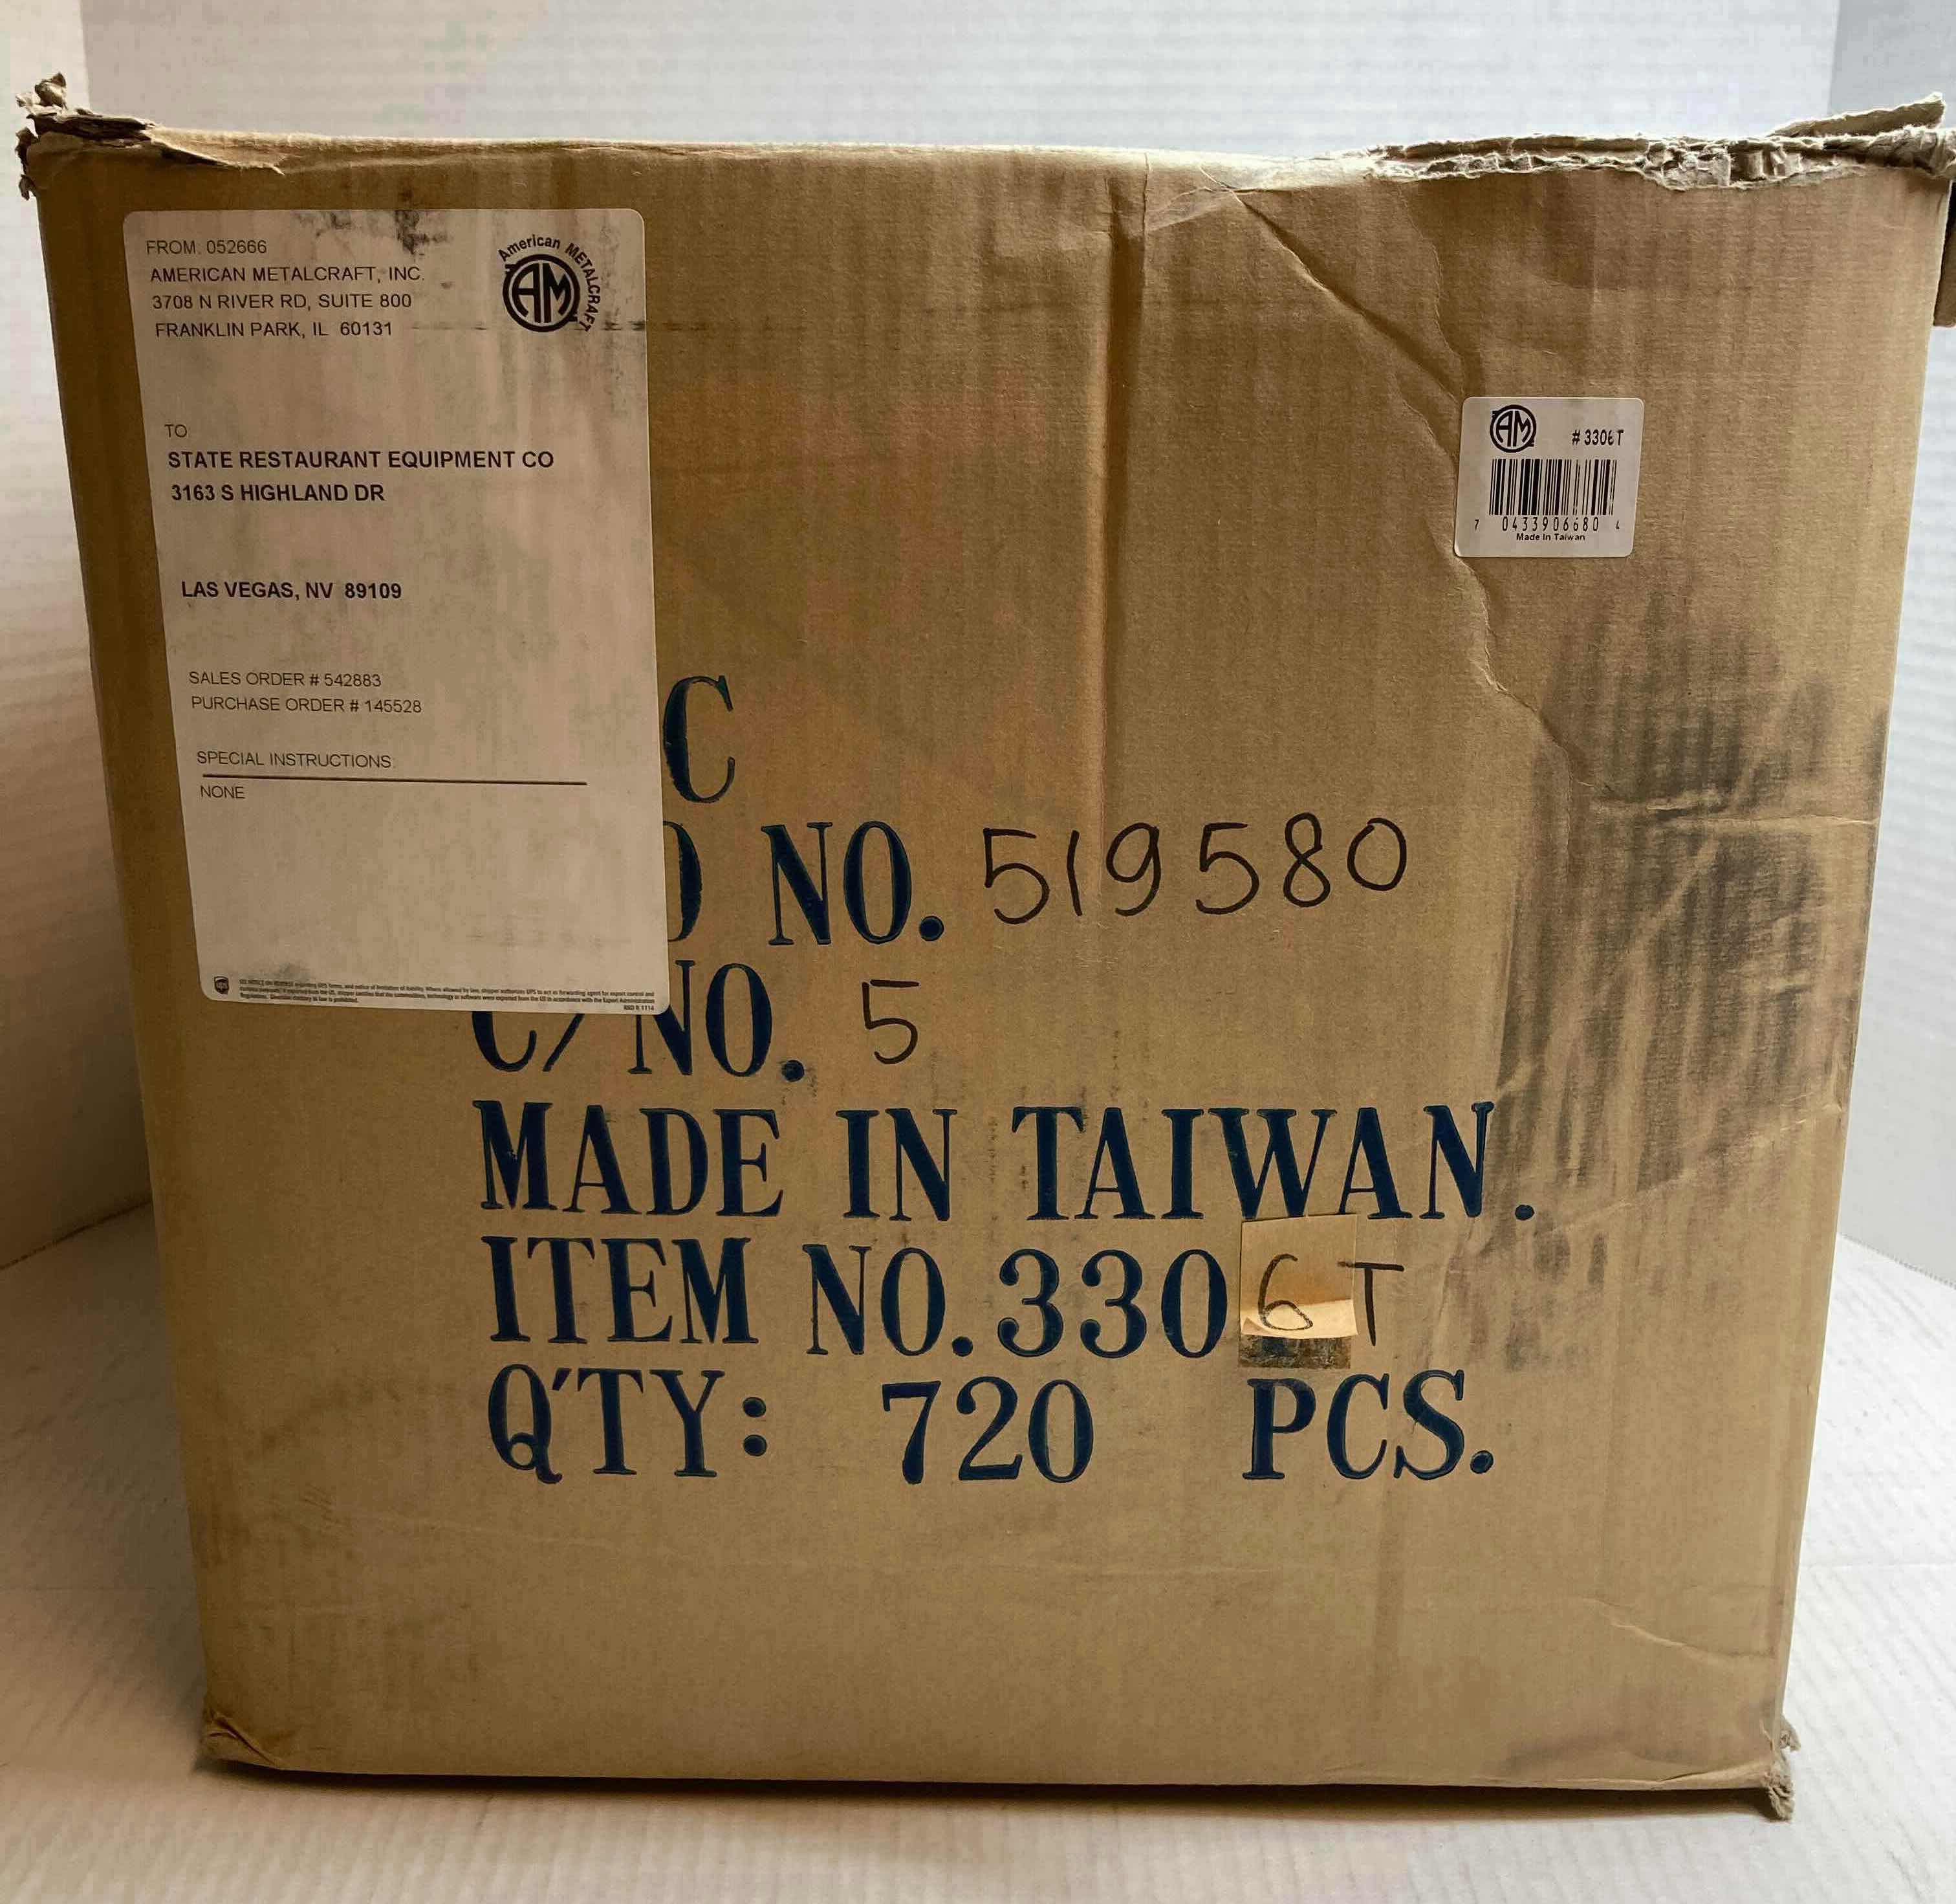 FROM: 052666
AMERICAN METALCRAFT, INC.
3708 N RIVER RD, SUITE 800
FRANKLIN PARK, IL 60131
American METALCRAFT
AM
TO
STATE RESTAURANT EQUIPMENT CO
3163 S HIGHLAND DR
LAS VEGAS, NV 89109
SALES ORDER # 542883
PURCHASE ORDER # 145528
SPECIAL INSTRUCTIONS:
NONE
ups
AM
# 3306T
7 0433906680 4
Made In Taiwan
C
NO. 519580
C/NO. 5
MADE IN TAIWAN.
ITEM NO. 3306T
Q'TY: 720 PCS.